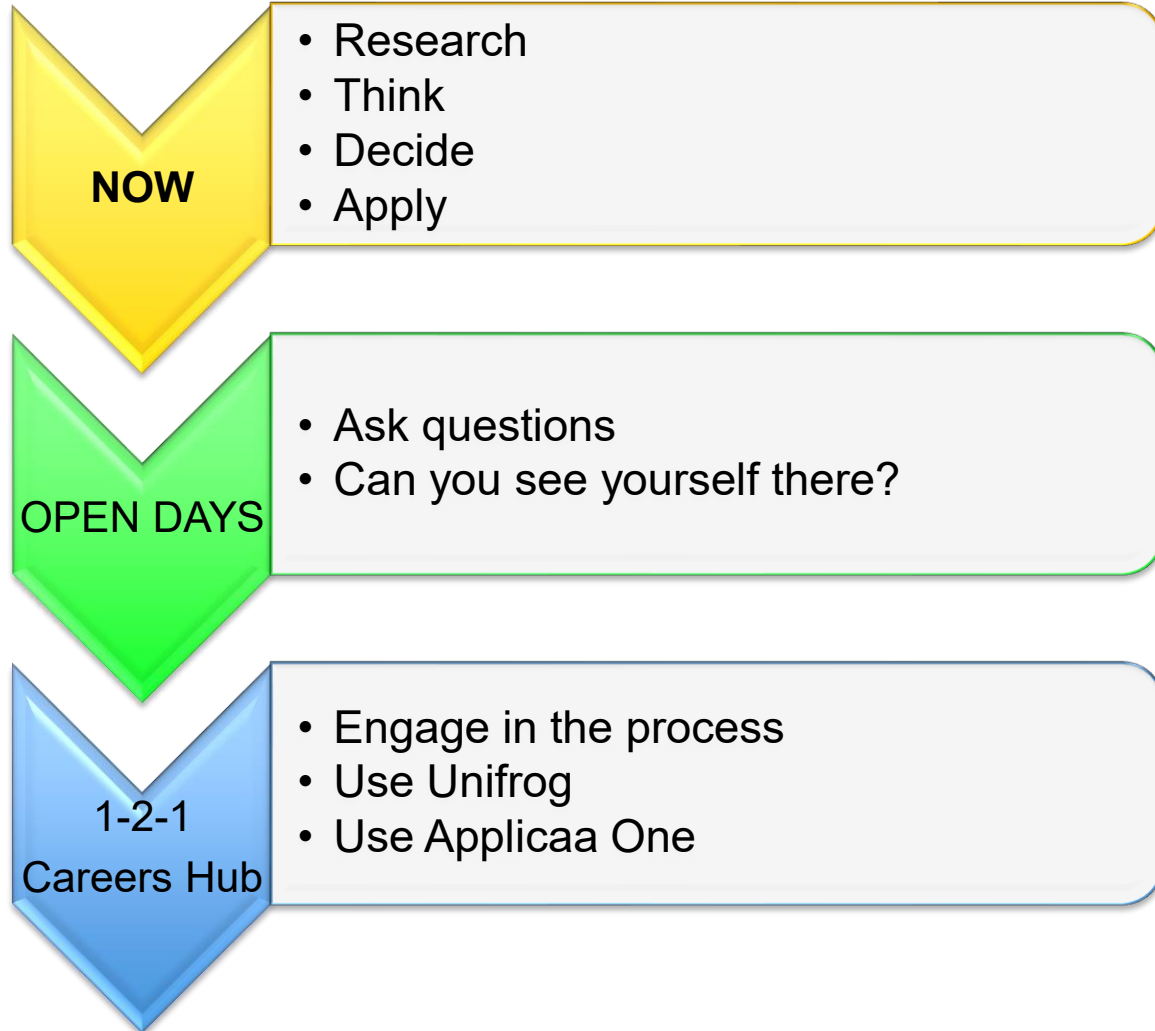 NOW
• Research
• Think
• Decide
• Apply
OPEN DAYS
• Ask questions
• Can you see yourself there?
1-2-1
Careers Hub
• Engage in the process
• Use Unifrog
• Use Applicaa One